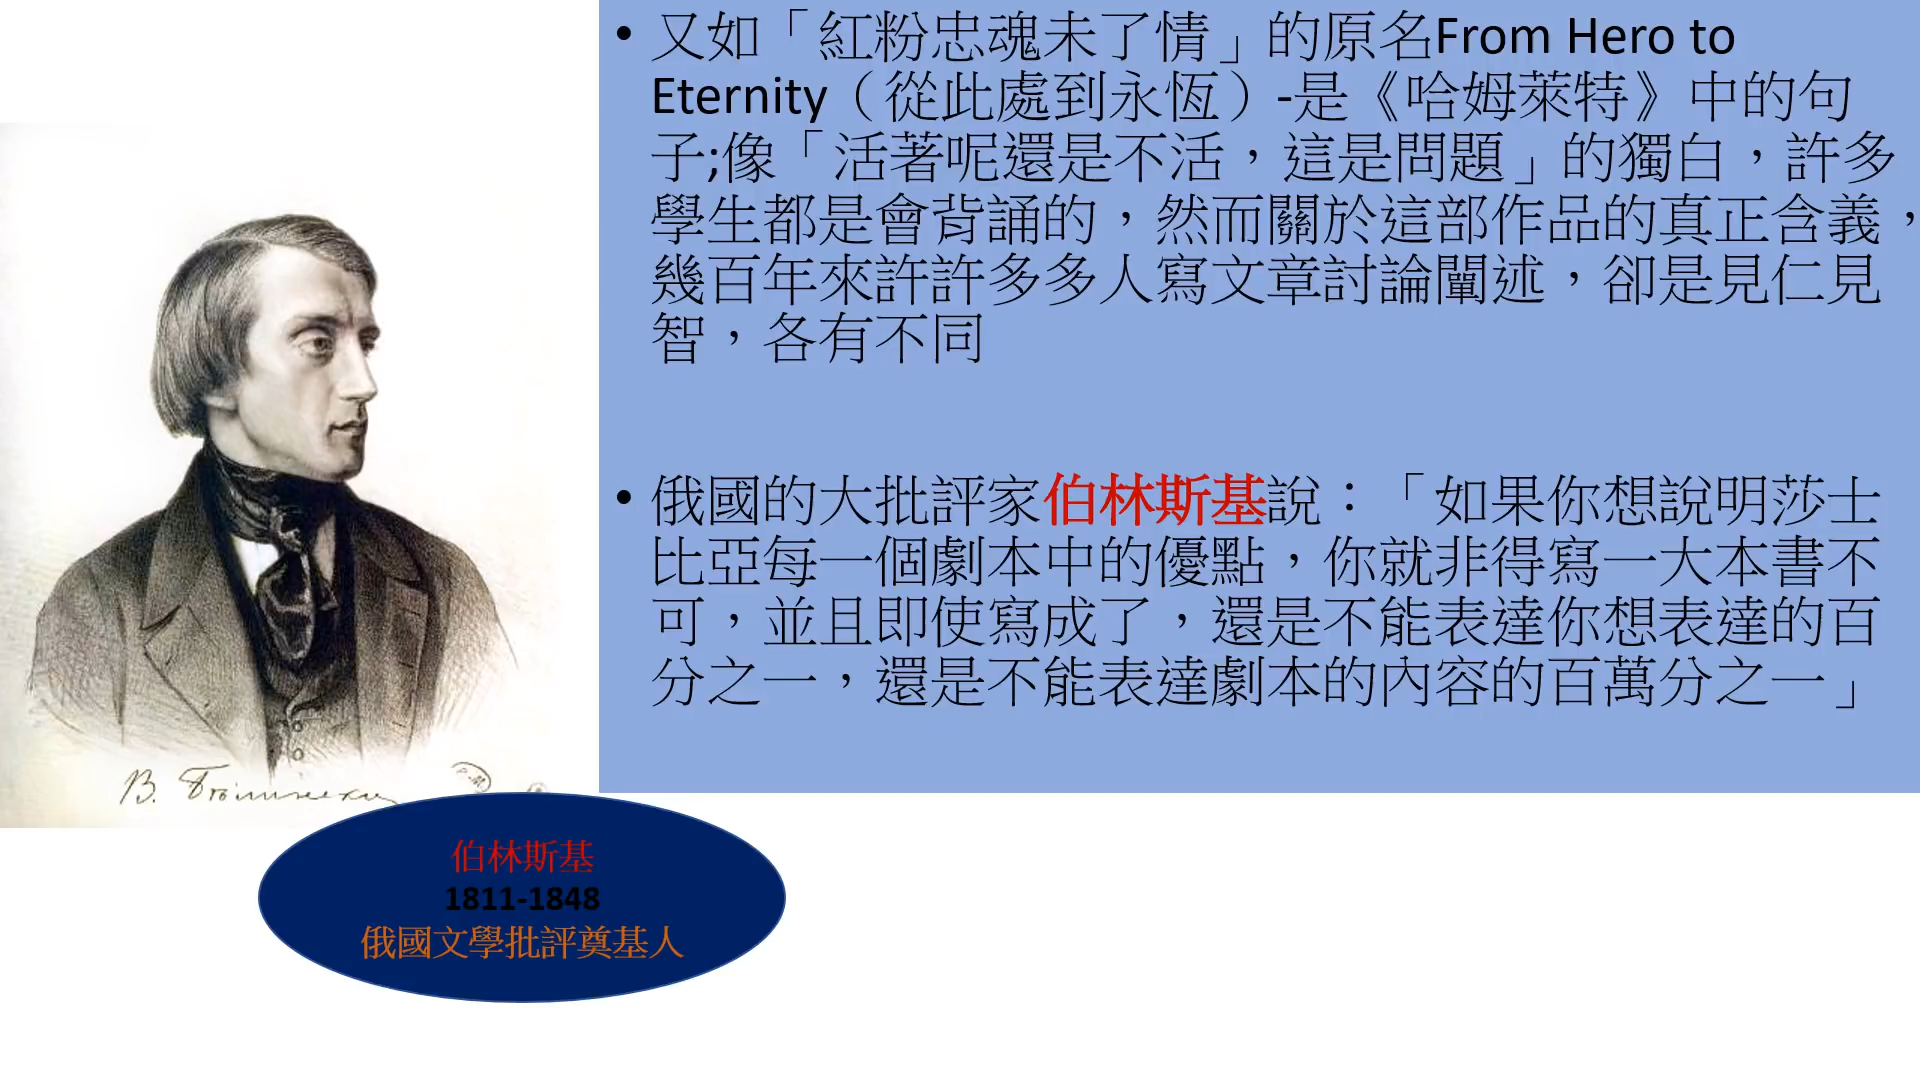 • 又如「紅粉忠魂未了情」的原名From Hero to
Eternity（從此處到永恆）-是《哈姆萊特》中的句
子;像「活著呢還是不活，這是問題」的獨白，許多
學生都是會背誦的，然而關於這部作品的真正含義，
幾百年來許許多多人寫文章討論闡述，卻是見仁見
智，各有不同
• 俄國的大批評家伯林斯基說：「如果你想說明莎士
比亞每一個劇本中的優點，你就非得寫一大本書不
可，並且即使寫成了，還是不能表達你想表達的百
分之一，還是不能表達劇本的內容的百萬分之一」
伯林斯基
1811-1848
俄國文學批評奠基人